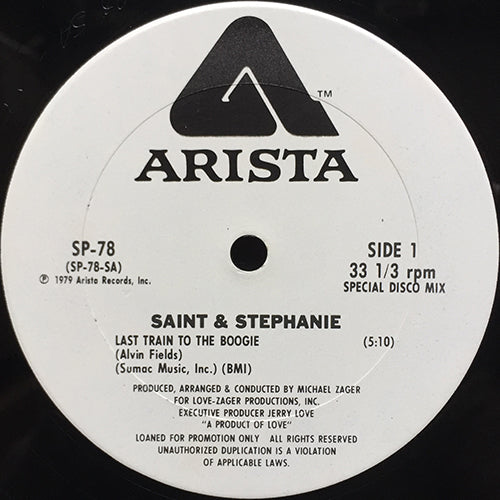 ™
ARISTA
SP-78
(SP-78-SA)
℗ 1979 Arista Records, Inc.
SIDE 1
33 1/3 rpm
SPECIAL DISCO MIX
SAINT & STEPHANIE
LAST TRAIN TO THE BOOGIE (5:10)
(Alvin Fields)
(Sumac Music, Inc.) (BMI)
PRODUCED, ARRANGED & CONDUCTED BY MICHAEL ZAGER
FOR LOVE-ZAGER PRODUCTIONS, INC.
EXECUTIVE PRODUCER JERRY LOVE
"A PRODUCT OF LOVE"
LOANED FOR PROMOTION ONLY ALL RIGHTS RESERVED
UNAUTHORIZED DUPLICATION IS A VIOLATION
OF APPLICABLE LAWS.